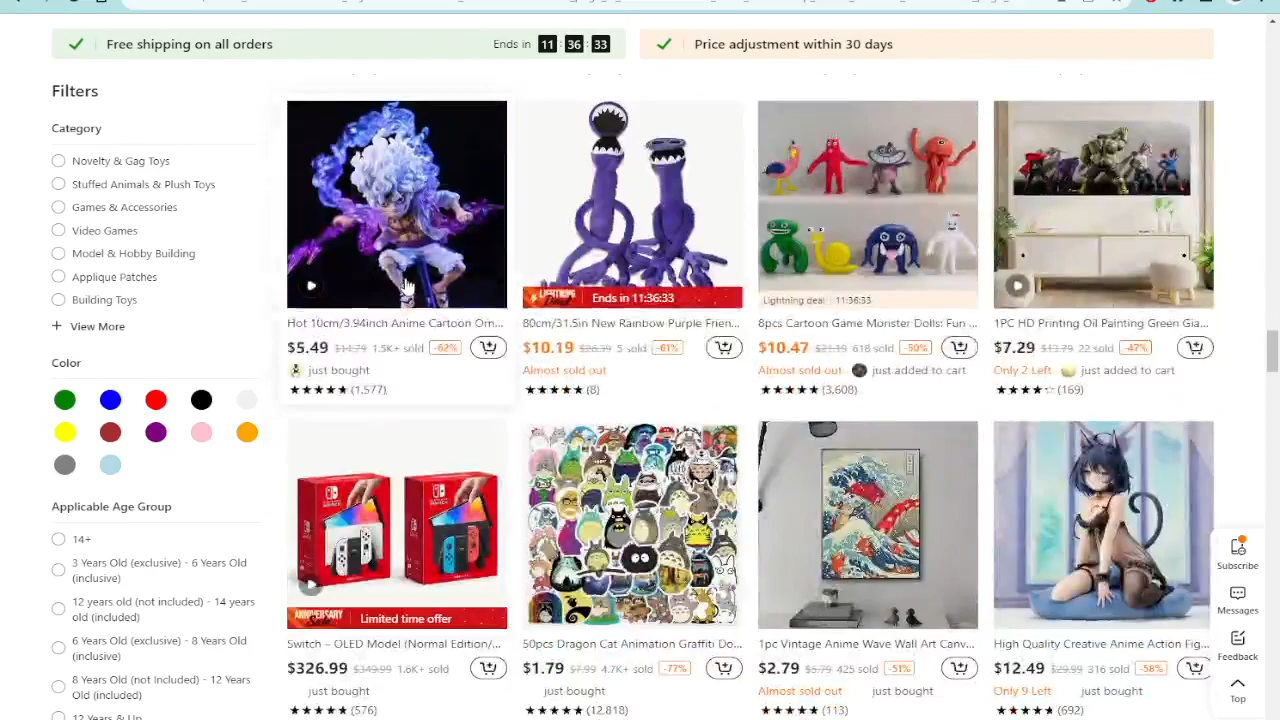 Free shipping on all orders
Ends in 11 : 36 : 33
Price adjustment within 30 days
Filters
Category
Novelty & Gag Toys
Stuffed Animals & Plush Toys
Games & Accessories
Video Games
Model & Hobby Building
Applique Patches
Building Toys
+ View More
Color
Applicable Age Group
14+
3 Years Old (exclusive) - 6 Years Old
(inclusive)
12 years old (not included) - 14 years
old (included)
6 Years Old (exclusive) - 8 Years Old
(inclusive)
8 Years Old (not Included) - 12 Years
Old (included)
12 Years & Up
Hot 10cm/3.94inch Anime Cartoon Orn...
$5.49 $14.79 1.5K+ sold -62%
just bought
(1,577)
Ends in 11:36:33
80cm/31.5in New Rainbow Purple Frien...
$10.19 $26.39 5 sold -61%
Almost sold out
(8)
Lightning deal 11:36:33
8pcs Cartoon Game Monster Dolls: Fun ...
$10.47 $21.19 618 sold -50%
Almost sold out just added to cart
(3,608)
1PC HD Printing Oil Painting Green Gia...
$7.29 $13.79 22 sold -47%
Only 2 Left just added to cart
(169)
ANNIVERSARY
Limited time offer
Switch – OLED Model (Normal Edition/...
$326.99 $349.99 1.6K+ sold
just bought
(576)
50pcs Dragon Cat Animation Graffiti Do...
$1.79 $7.99 4.7K+ sold -77%
just bought
(12,818)
1pc Vintage Anime Wave Wall Art Canv...
$2.79 $5.79 425 sold -51%
Almost sold out just bought
(113)
High Quality Creative Anime Action Fig...
$12.49 $29.99 316 sold -58%
Only 9 Left just bought
(692)
Subscribe
Messages
Feedback
Top